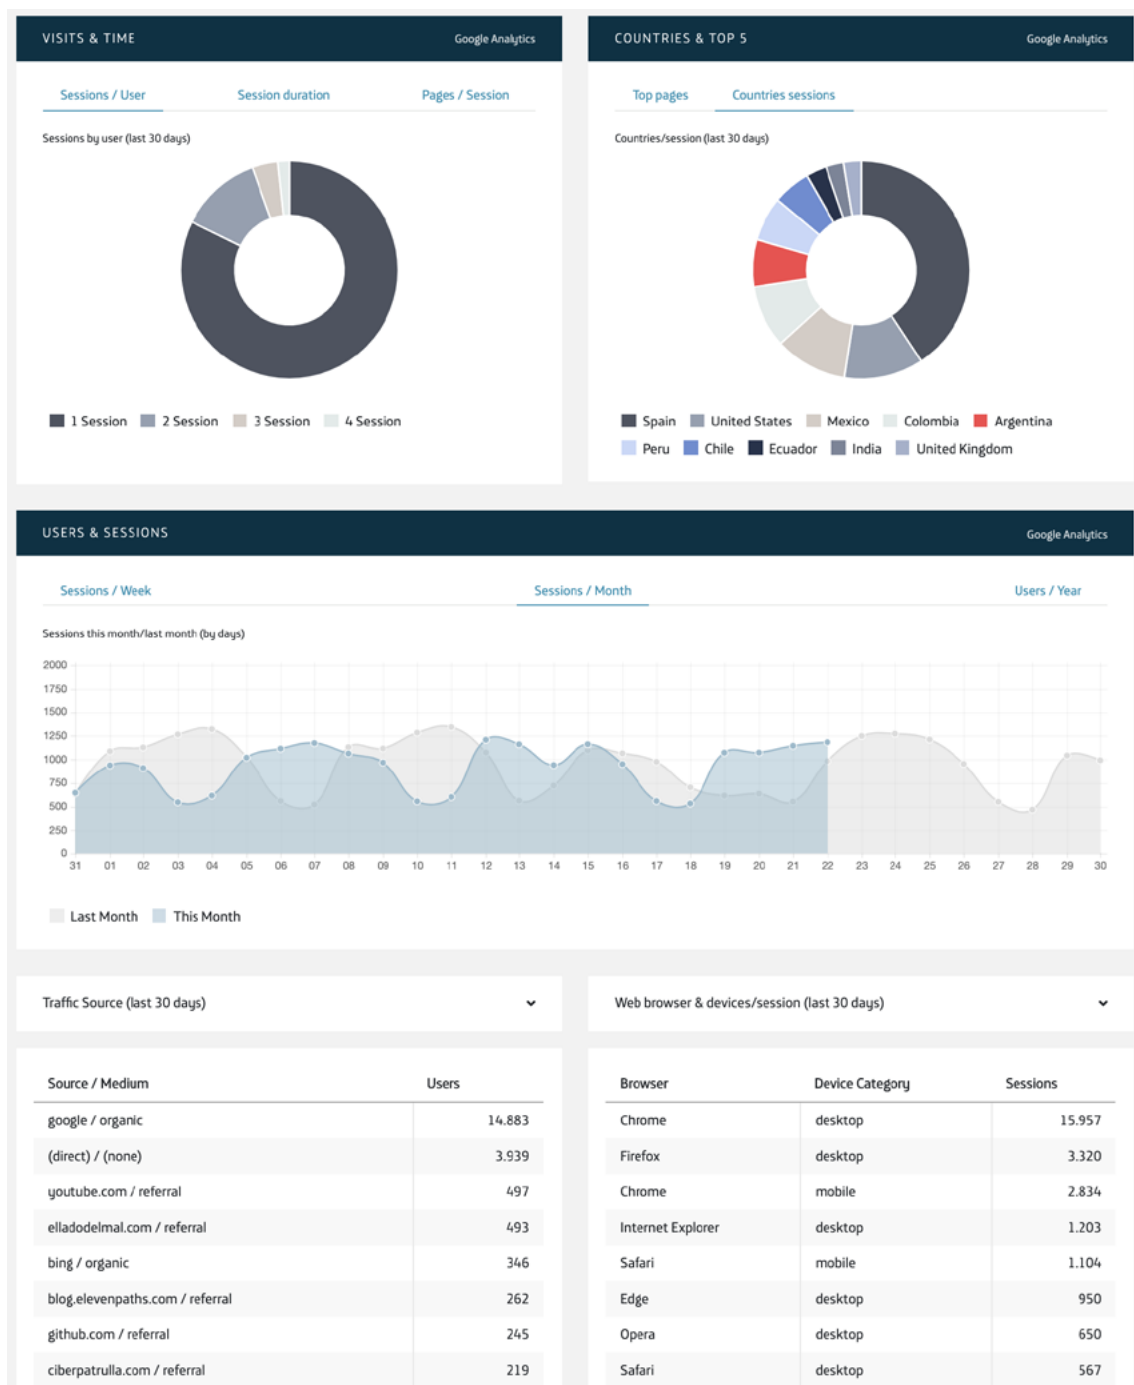 VISITS & TIME Google Analytics
Sessions / User Session duration Pages / Session
Sessions by user (last 30 days)
1 Session 2 Session 3 Session 4 Session
COUNTRIES & TOP 5 Google Analytics
Top pages Countries sessions
Countries/session (last 30 days)
Spain United States Mexico Colombia Argentina
Peru Chile Ecuador India United Kingdom
USERS & SESSIONS Google Analytics
Sessions / Week Sessions / Month Users / Year
Sessions this month/last month (by days)
2000
1750
1500
1250
1000
750
500
250
0
31 01 02 03 04 05 06 07 08 09 10 11 12 13 14 15 16 17 18 19 20 21 22 23 24 25 26 27 28 29 30
Last Month This Month
Traffic Source (last 30 days)
Source / Medium Users
google / organic 14.883
(direct) / (none) 3.939
youtube.com / referral 497
elladodelmal.com / referral 493
bing / organic 346
blog.elevenpaths.com / referral 262
github.com / referral 245
ciberpatrulla.com / referral 219
Web browser & devices/session (last 30 days)
Browser Device Category Sessions
Chrome desktop 15.957
Firefox desktop 3.320
Chrome mobile 2.834
Internet Explorer desktop 1.203
Safari mobile 1.104
Edge desktop 950
Opera desktop 650
Safari desktop 567